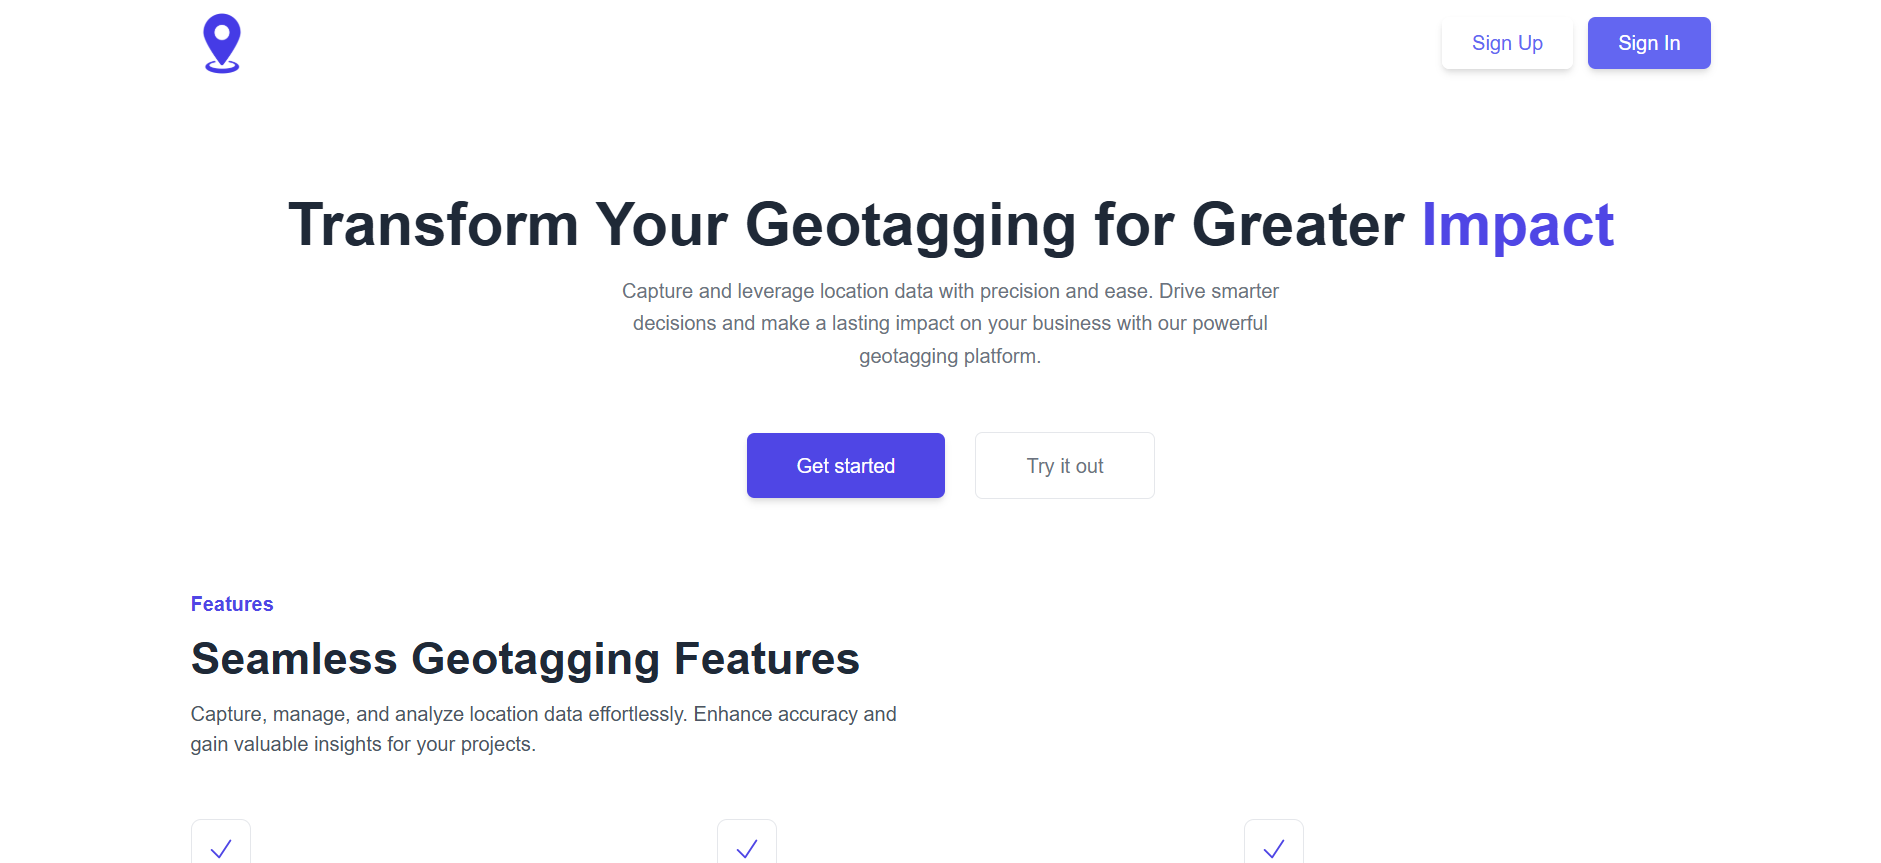 Sign Up
Sign In
Transform Your Geotagging for Greater Impact
Capture and leverage location data with precision and ease. Drive smarter
decisions and make a lasting impact on your business with our powerful
geotagging platform.
Get started
Try it out
Features
Seamless Geotagging Features
Capture, manage, and analyze location data effortlessly. Enhance accuracy and
gain valuable insights for your projects.